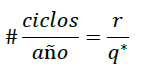 # ciclos/año = r/q*